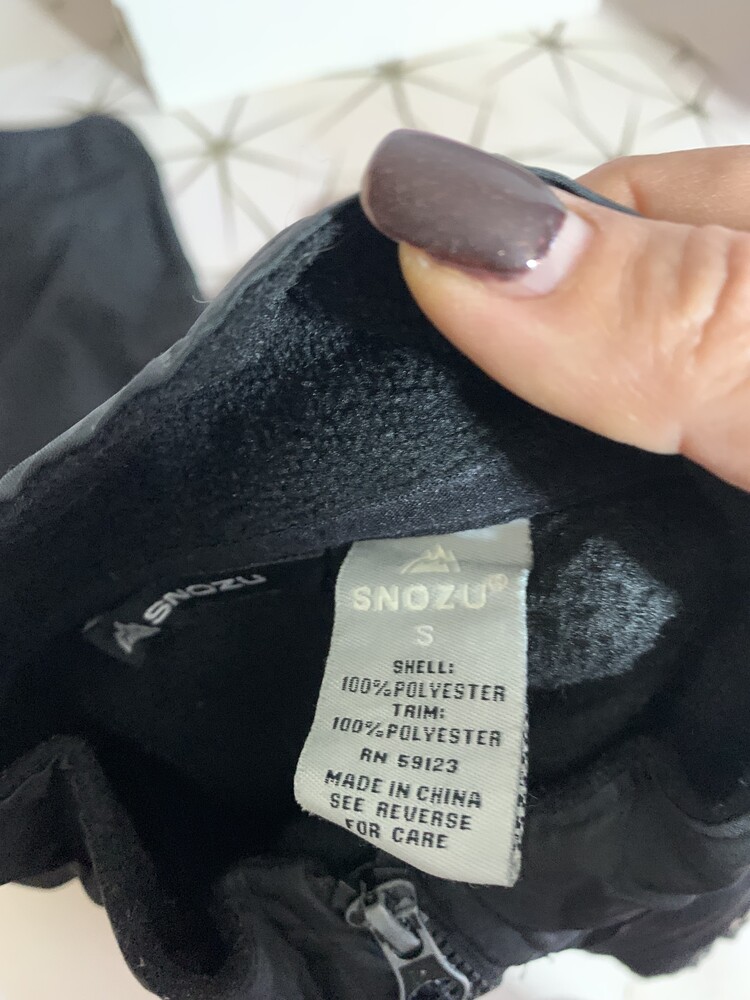 SNOZU
SNOZU®
S
SHELL:
100%POLYESTER
TRIM:
100%POLYESTER
RN 59123
MADE IN CHINA
SEE REVERSE
FOR CARE